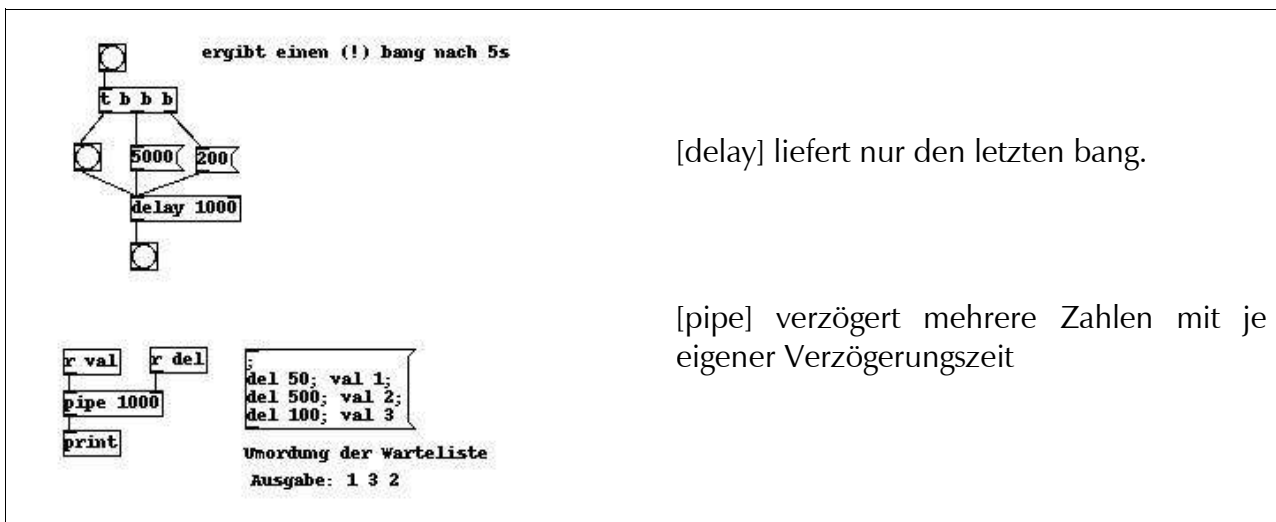 ergibt einen (!) bang nach 5s
t b b b
5000
200
delay 1000
[delay] liefert nur den letzten bang.
[pipe] verzögert mehrere Zahlen mit je
eigener Verzögerungszeit
r val
r del
pipe 1000
print
;
del 50; val 1;
del 500; val 2;
del 100; val 3
Umordung der Warteliste
Ausgabe: 1 3 2